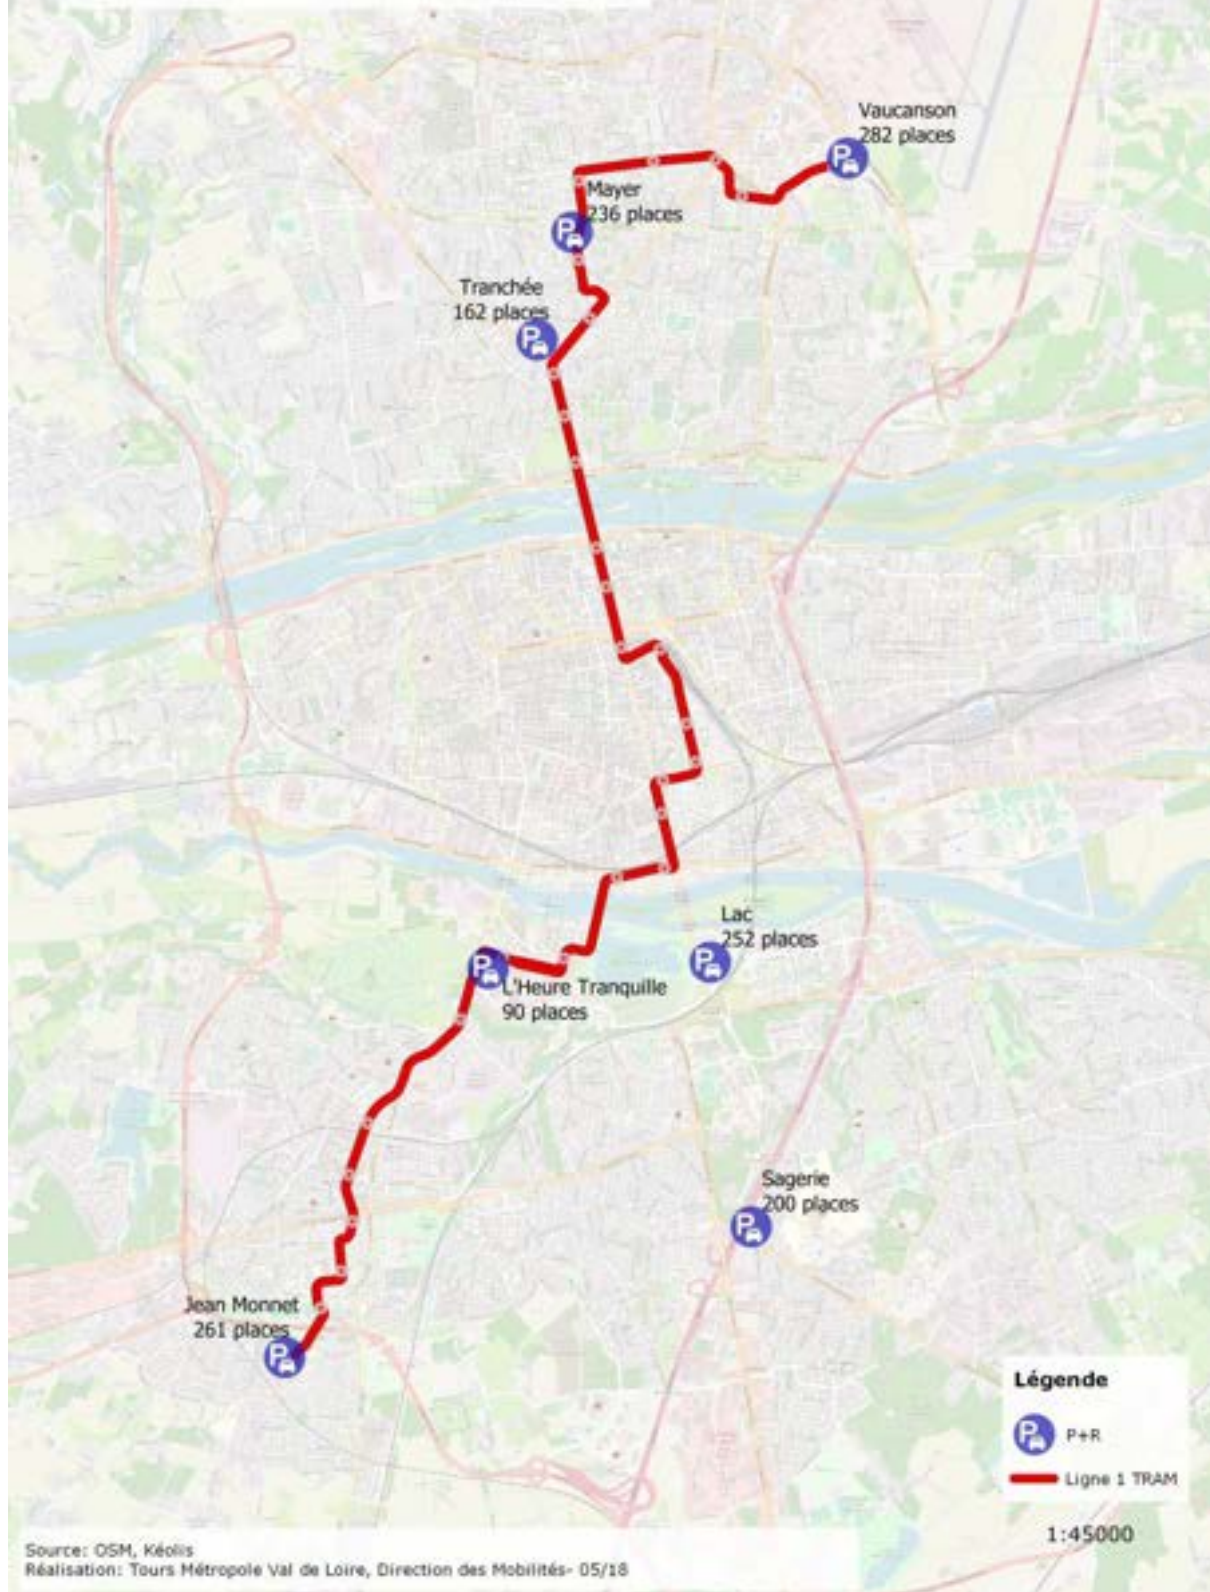 Vaucanson
282 places
Mayer
236 places
Tranchée
162 places
Lac
252 places
L'Heure Tranquille
90 places
Sagerie
200 places
Jean Monnet
261 places
Légende
P+R
Ligne 1 TRAM
1:45000
Source: OSM, Kéolis
Réalisation: Tours Métropole Val de Loire, Direction des Mobilités- 05/18